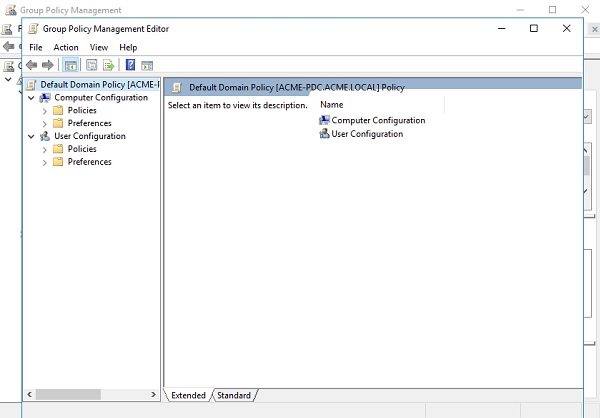 Group Policy Management
Group Policy Management Editor
File Action View Help
Default Domain Policy [ACME-
Computer Configuration
Policies
Preferences
User Configuration
Policies
Preferences
Default Domain Policy [ACME-PDC.ACME.LOCAL] Policy
Select an item to view its description.
Name
Computer Configuration
User Configuration
Extended Standard